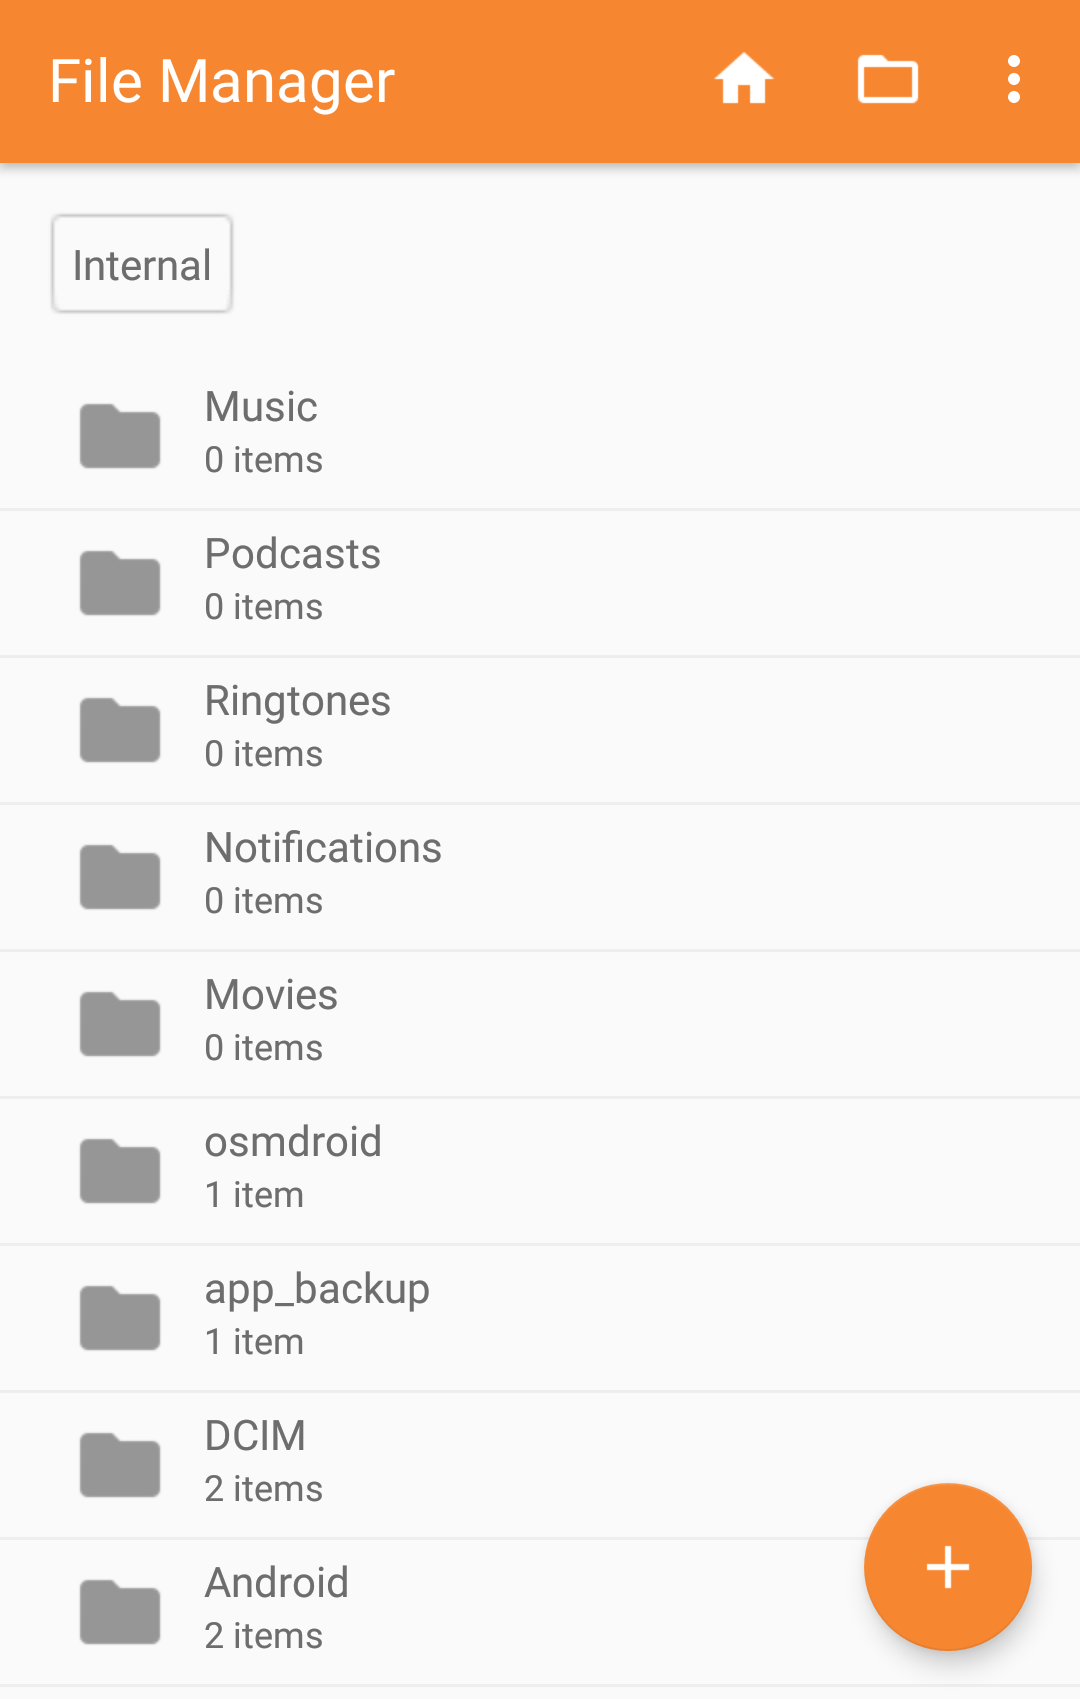 File Manager
Internal
Music
0 items
Podcasts
0 items
Ringtones
0 items
Notifications
0 items
Movies
0 items
osmdroid
1 item
app_backup
1 item
DCIM
2 items
Android
2 items